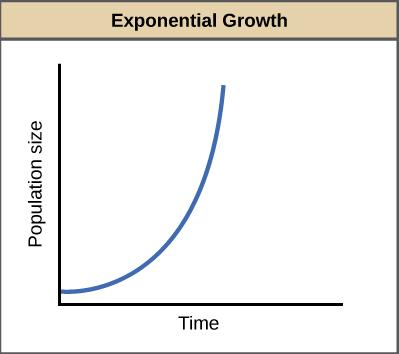 Exponential Growth
Population size
Time